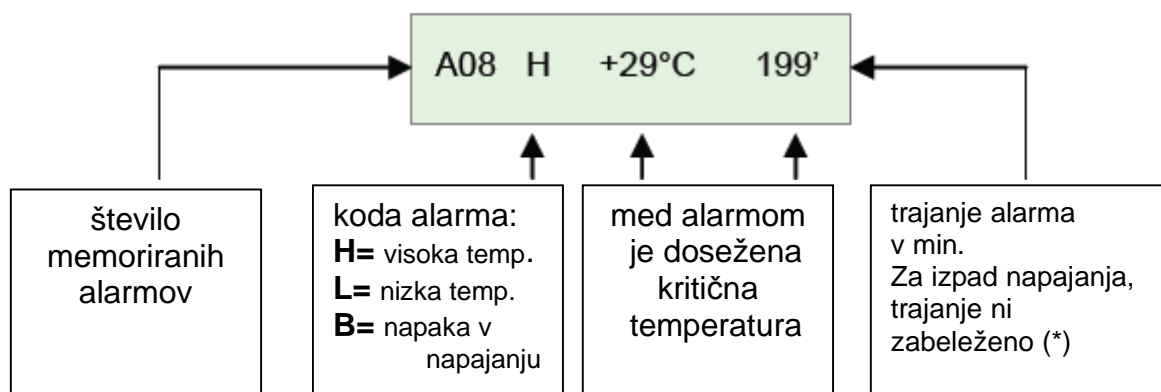 A08 H +29°C 199’
število
memoriranih
alarmov
koda alarma:
H= visoka temp.
L= nizka temp.
B= napaka v
napajanju
med alarmom
je dosežena
kritična
temperatura
trajanje alarma
v min.
Za izpad napajanja,
trajanje ni
zabeleženo (*)